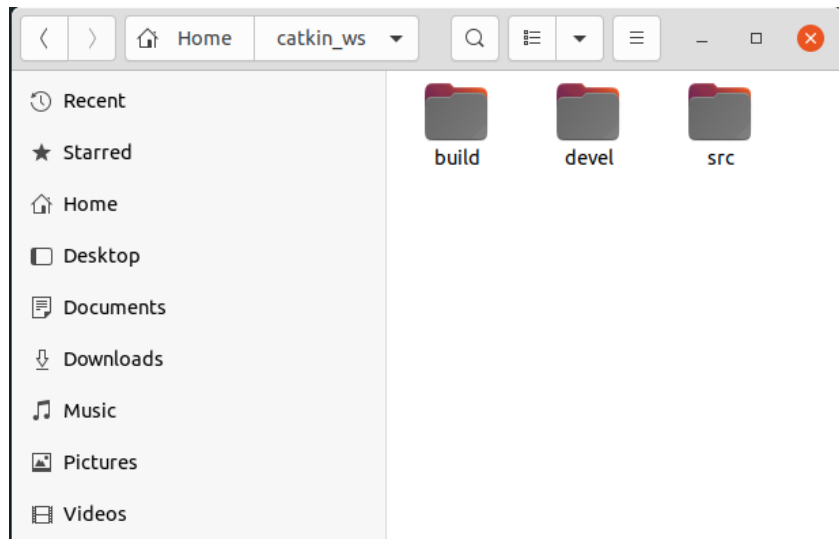 Home catkin_ws
Recent
Starred
Home
Desktop
Documents
Downloads
Music
Pictures
Videos
build devel src